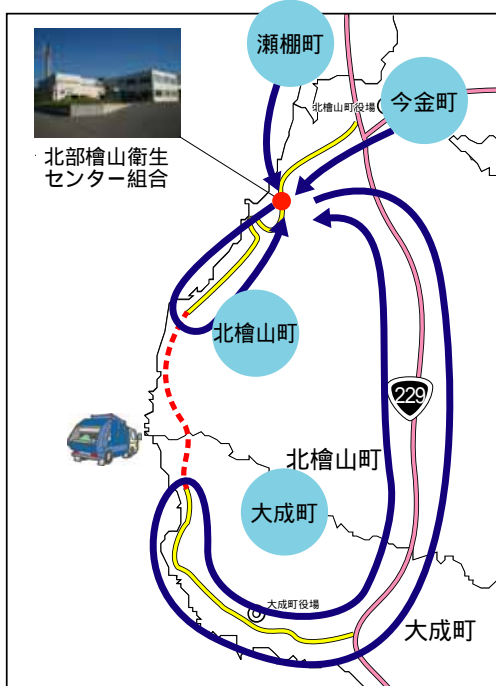 瀬棚町
北檜山町役場
今金町
北部檜山衛生
センター組合
北檜山町
229
北檜山町
大成町
大成町役場
大成町